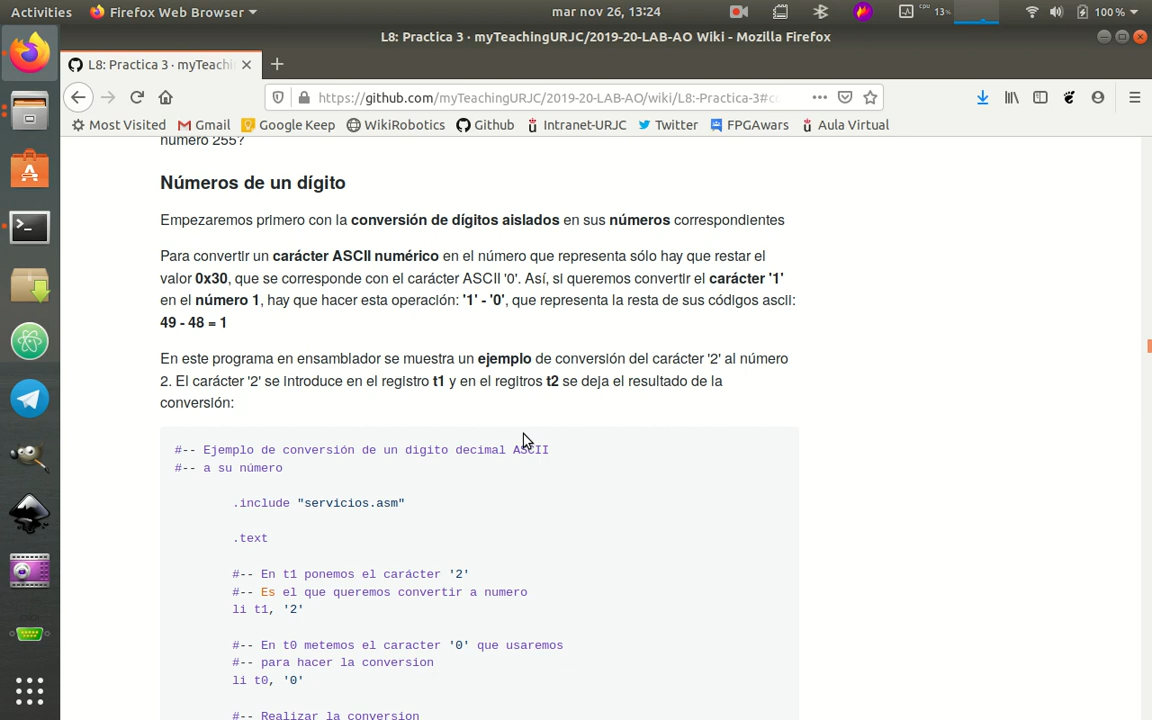 Activities Firefox Web Browser mar nov 26, 13:24 cpu 13% 100%
L8: Practica 3 · myTeachingURJC/2019-20-LAB-AO Wiki - Mozilla Firefox
L8: Practica 3 · myTeachin
https://github.com/myTeachingURJC/2019-20-LAB-AO/wiki/L8:-Practica-3#co
Most Visited Gmail Google Keep WikiRobotics Github Intranet-URJC Twitter FPGAwars Aula Virtual
número 255?
Números de un dígito
Empezaremos primero con la conversión de dígitos aislados en sus números correspondientes
Para convertir un carácter ASCII numérico en el número que representa sólo hay que restar el
valor 0x30, que se corresponde con el carácter ASCII '0'. Así, si queremos convertir el carácter '1'
en el número 1, hay que hacer esta operación: '1' - '0', que representa la resta de sus códigos ascii:
49 - 48 = 1
En este programa en ensamblador se muestra un ejemplo de conversión del carácter '2' al número
2. El carácter '2' se introduce en el registro t1 y en el regitros t2 se deja el resultado de la
conversión:
#-- Ejemplo de conversión de un digito decimal ASCII
#-- a su número
.include "servicios.asm"
.text
#-- En t1 ponemos el carácter '2'
#-- Es el que queremos convertir a numero
li t1, '2'
#-- En t0 metemos el caracter '0' que usaremos
#-- para hacer la conversion
li t0, '0'
#-- Realizar la conversion